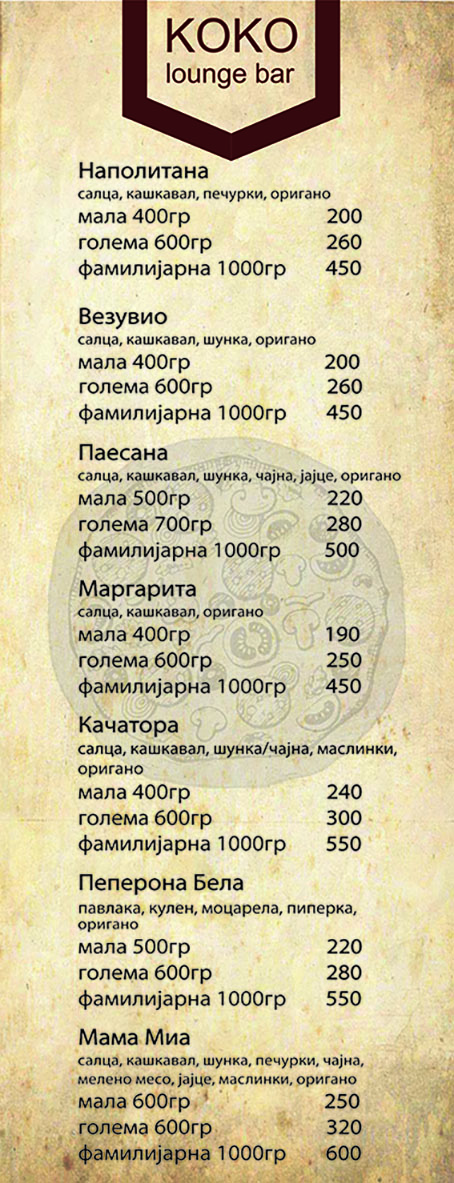 KOKO
lounge bar
Наполитана
салца, кашкавал, печурки, оригано
мала 400гр 200
голема 600гр 260
фамилијарна 1000гр 450
Везувио
салца, кашкавал, шунка, оригано
мала 400гр 200
голема 600гр 260
фамилијарна 1000гр 450
Паесана
салца, кашкавал, шунка, чајна, јајце, оригано
мала 500гр 220
голема 700гр 280
фамилијарна 1000гр 500
Маргарита
салца, кашкавал, оригано
мала 400гр 190
голема 600гр 250
фамилијарна 1000гр 450
Качатора
салца, кашкавал, шунка/чајна, маслинки,
оригано
мала 400гр 240
голема 600гр 300
фамилијарна 1000гр 550
Пеперона Бела
павлака, кулен, моцарела, пиперка,
оригано
мала 500гр 220
голема 600гр 280
фамилијарна 1000гр 550
Мама Миа
салца, кашкавал, шунка, печурки, чајна,
мелено месо, јајце, маслинки, оригано
мала 600гр 250
голема 600гр 320
фамилијарна 1000гр 600